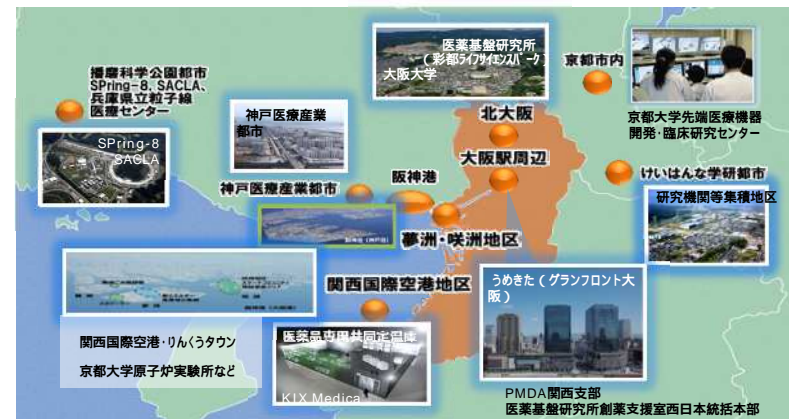 医薬基盤研究所
(彩都ライフサイエンスパーク)
大阪大学
京都市内
播磨科学公園都市
SPring-8、SACLA、
兵庫県立粒子線
医療センター
神戸医療産業
都市
北大阪
京都大学先端医療機器
開発・臨床研究センター
SPring-8
SACLA
大阪駅周辺
阪神港
神戸医療産業都市
けいはんな学研都市
研究機関等集積地区
夢洲・咲洲地区
関西国際空港地区
うめきた(グランフロント大
阪)
医薬品専用共同定温庫
関西国際空港・りんくうタウン
京都大学原子炉実験所など
KIX Medica
PMDA関西支部
医薬基盤研究所創薬支援室西日本統括本部